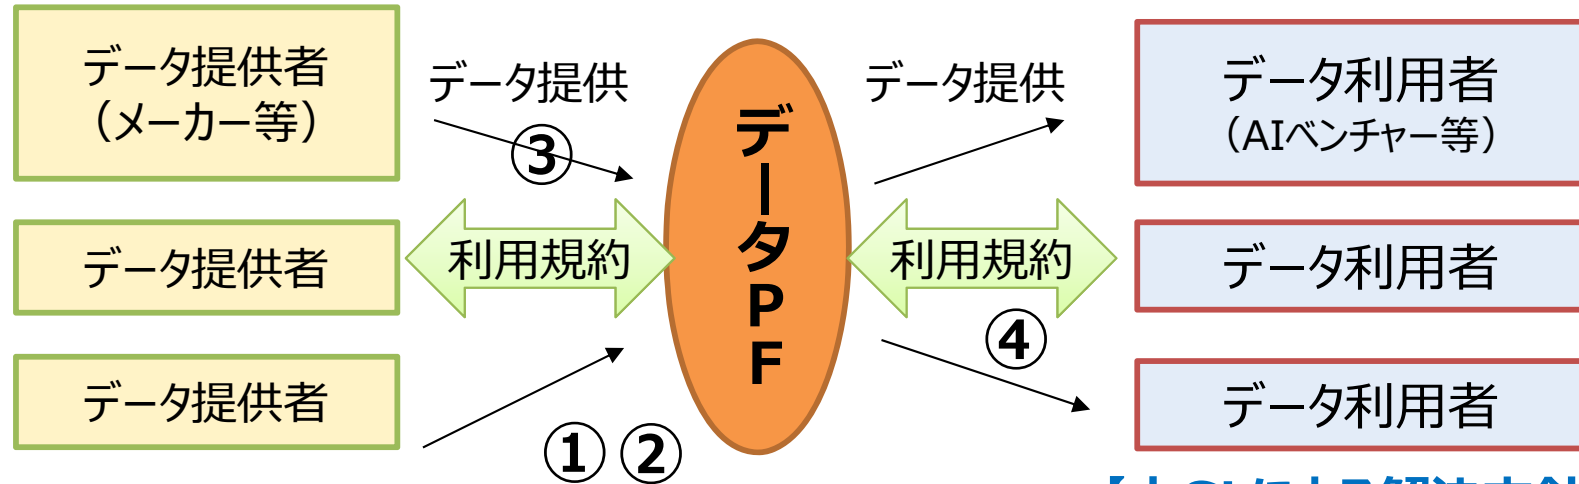 データ提供者
（メーカー等）
データ提供
③
利用規約
データ提供者
データ提供者
① ②
データPF
データ提供
利用規約
④
データ利用者
（AIベンチャー等）
データ利用者
データ利用者